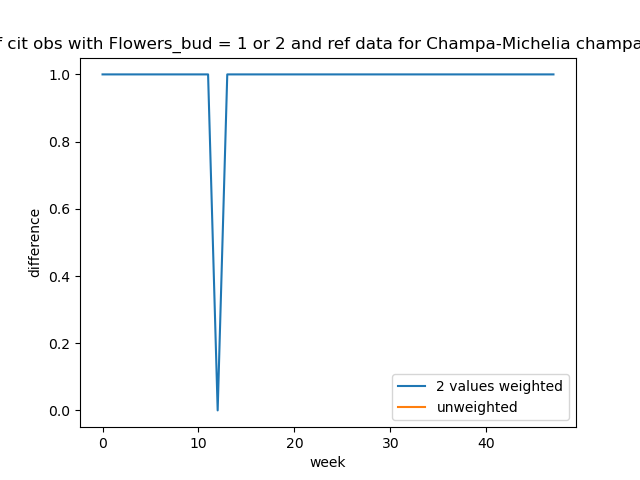 cit obs with Flowers_bud = 1 or 2 and ref data for Champa-Michelia champa
1.0
0.8
0.6
0.4
0.2
0.0
difference
2 values weighted
unweighted
0 10 20 30 40
week